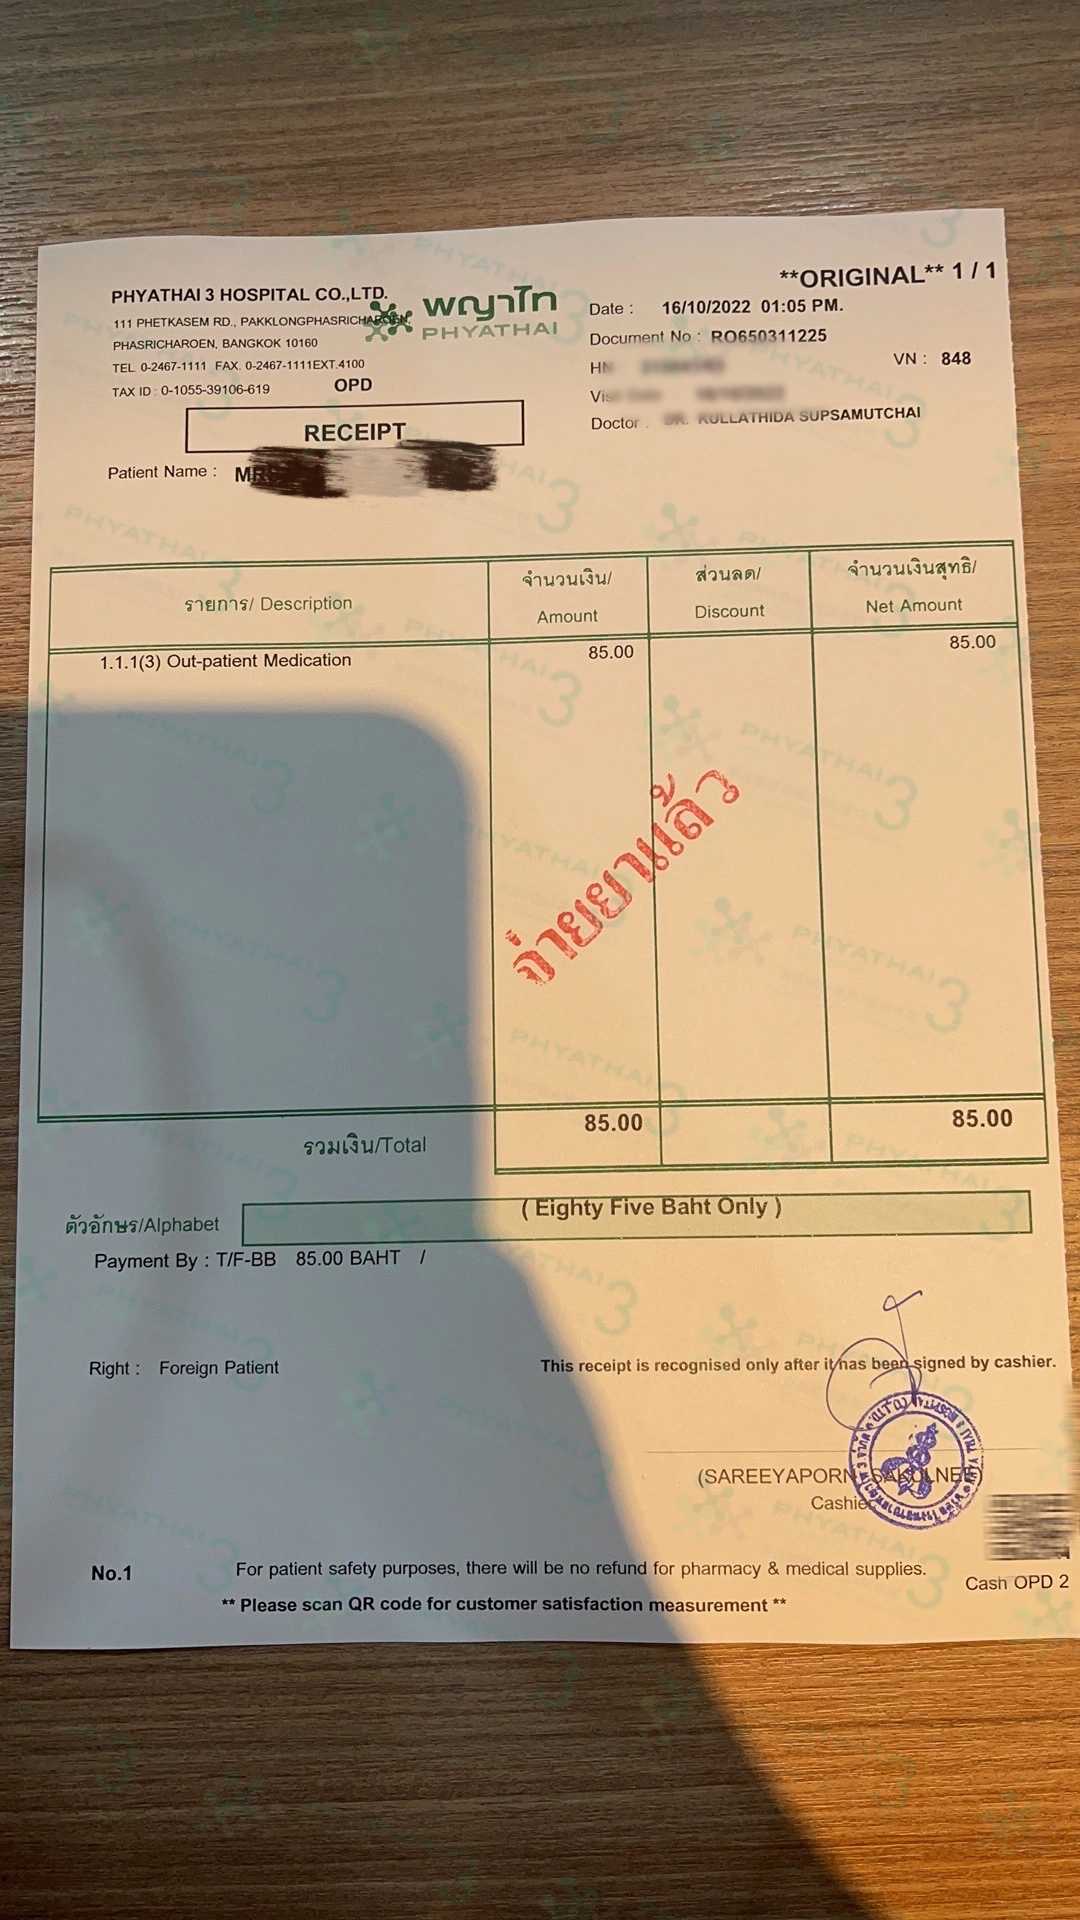 **ORIGINAL** 1 / 1
PHYATHAI 3 HOSPITAL CO.,LTD.
111 PHETKASEM RD., PAKKLONGPHASRICHAROEN,
PHASRICHAROEN, BANGKOK 10160
TEL. 0-2467-1111 FAX. 0-2467-1111EXT.4100
TAX ID : 0-1055-39106-619
OPD
พญาไท
PHYATHAI
Date : 16/10/2022 01:05 PM.
Document No : RO650311225
HN
VN : 848
Doctor : DR. KULLATHIDA SUPSAMUTCHAI
RECEIPT
Patient Name :
รายการ/ Description
จำนวนเงิน/
Amount
ส่วนลด/
Discount
จำนวนเงินสุทธิ/
Net Amount
1.1.1(3) Out-patient Medication 85.00 85.00
จ่ายยาแล้ว
รวมเงิน/Total 85.00 85.00
ตัวอักษร/Alphabet ( Eighty Five Baht Only )
Payment By : T/F-BB 85.00 BAHT /
Right : Foreign Patient
This receipt is recognised only after it has been signed by cashier.
(SAREEYAPORN SAKULNEE)
Cashier
No.1
For patient safety purposes, there will be no refund for pharmacy & medical supplies.
Cash OPD 2
** Please scan QR code for customer satisfaction measurement **